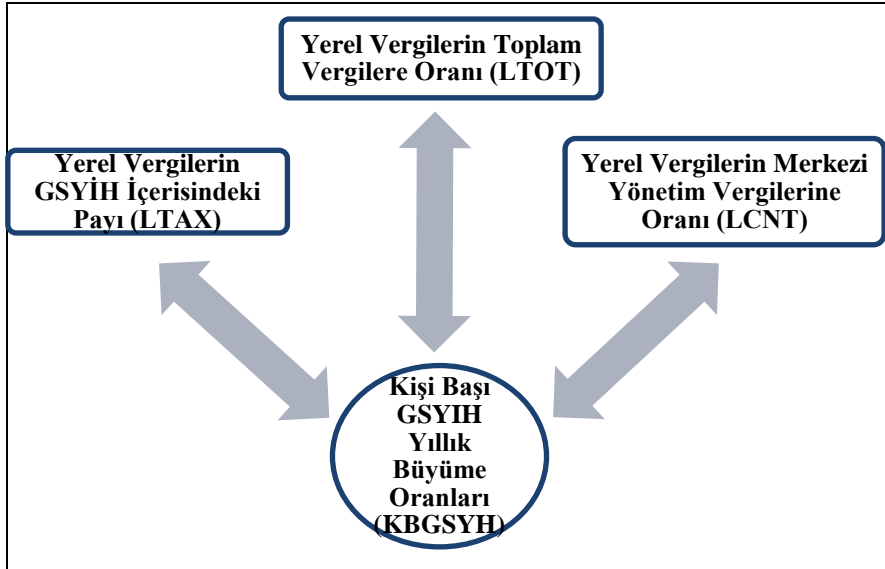 Yerel Vergilerin Toplam
Vergilere Oranı (LTOT)
Yerel Vergilerin
GSYİH İçerisindeki
Payı (LTAX)
Yerel Vergilerin Merkezi
Yönetim Vergilerine
Oranı (LCNT)
Kişi Başı
GSYIH
Yıllık
Büyüme
Oranları
(KBGSYH)